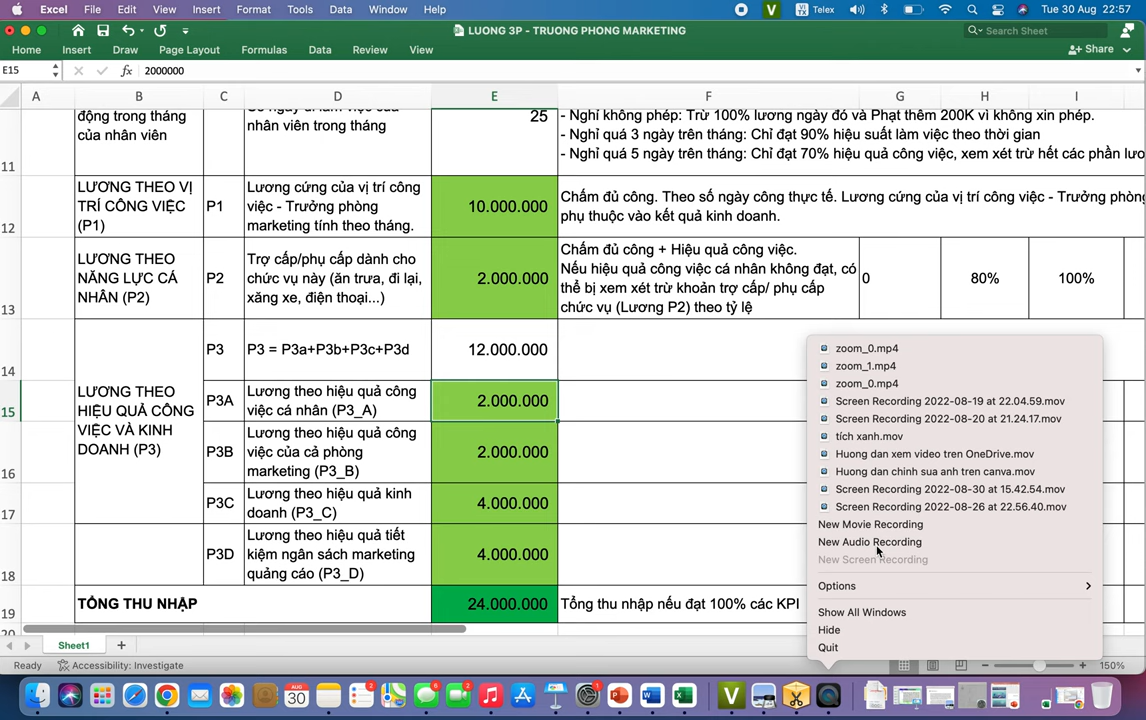 Excel File Edit View Insert Format Tools Data Window Help V VI TX Telex Tue 30 Aug 22:57
LUONG 3P - TRUONG PHONG MARKETING
Search Sheet
Home Insert Draw Page Layout Formulas Data Review View
Share
E15 fx 2000000
A B C D E F G H I
động trong tháng
của nhân viên
nhân viên trong tháng
25
- Nghỉ không phép: Trừ 100% lương ngày đó và Phạt thêm 200K vì không xin phép.
- Nghỉ quá 3 ngày trên tháng: Chỉ đạt 90% hiệu suất làm việc theo thời gian
- Nghỉ quá 5 ngày trên tháng: Chỉ đạt 70% hiệu quả công việc, xem xét trừ hết các phần lươ
11
LƯƠNG THEO VỊ
TRÍ CÔNG VIỆC
(P1)
P1
Lương cứng của vị trí công
việc - Trưởng phòng
marketing tính theo tháng.
10.000.000
Chấm đủ công. Theo số ngày công thực tế. Lương cứng của vị trí công việc - Trưởng phòng
phụ thuộc vào kết quả kinh doanh.
12
LƯƠNG THEO
NĂNG LỰC CÁ
NHÂN (P2)
P2
Trợ cấp/phụ cấp dành cho
chức vụ này (ăn trưa, đi lại,
xăng xe, điện thoại...)
2.000.000
Chấm đủ công + Hiệu quả công việc.
Nếu hiệu quả công việc cá nhân không đạt, có
thể bị xem xét trừ khoản trợ cấp/ phụ cấp
chức vụ (Lương P2) theo tỷ lệ
0
80%
100%
13
LƯƠNG THEO
HIỆU QUẢ CÔNG
VIỆC VÀ KINH
DOANH (P3)
P3
P3 = P3a+P3b+P3c+P3d
12.000.000
14
P3A
Lương theo hiệu quả công
việc cá nhân (P3_A)
2.000.000
15
P3B
Lương theo hiệu quả công
việc của cả phòng
marketing (P3_B)
2.000.000
16
P3C
Lương theo hiệu quả kinh
doanh (P3_C)
4.000.000
17
P3D
Lương theo hiệu quả tiết
kiệm ngân sách marketing
quảng cáo (P3_D)
4.000.000
18
TỔNG THU NHẬP
24.000.000
Tổng thu nhập nếu đạt 100% các KPI
19
20
zoom_0.mp4
zoom_1.mp4
zoom_0.mp4
Screen Recording 2022-08-19 at 22.04.59.mov
Screen Recording 2022-08-20 at 21.24.17.mov
tích xanh.mov
Huong dan xem video tren OneDrive.mov
Huong dan chinh sua anh tren canva.mov
Screen Recording 2022-08-30 at 15.42.54.mov
Screen Recording 2022-08-26 at 22.56.40.mov
New Movie Recording
New Audio Recording
New Screen Recording
Options
Show All Windows
Hide
Quit
Sheet1
Ready Accessibility: Investigate 150%
AUG
30